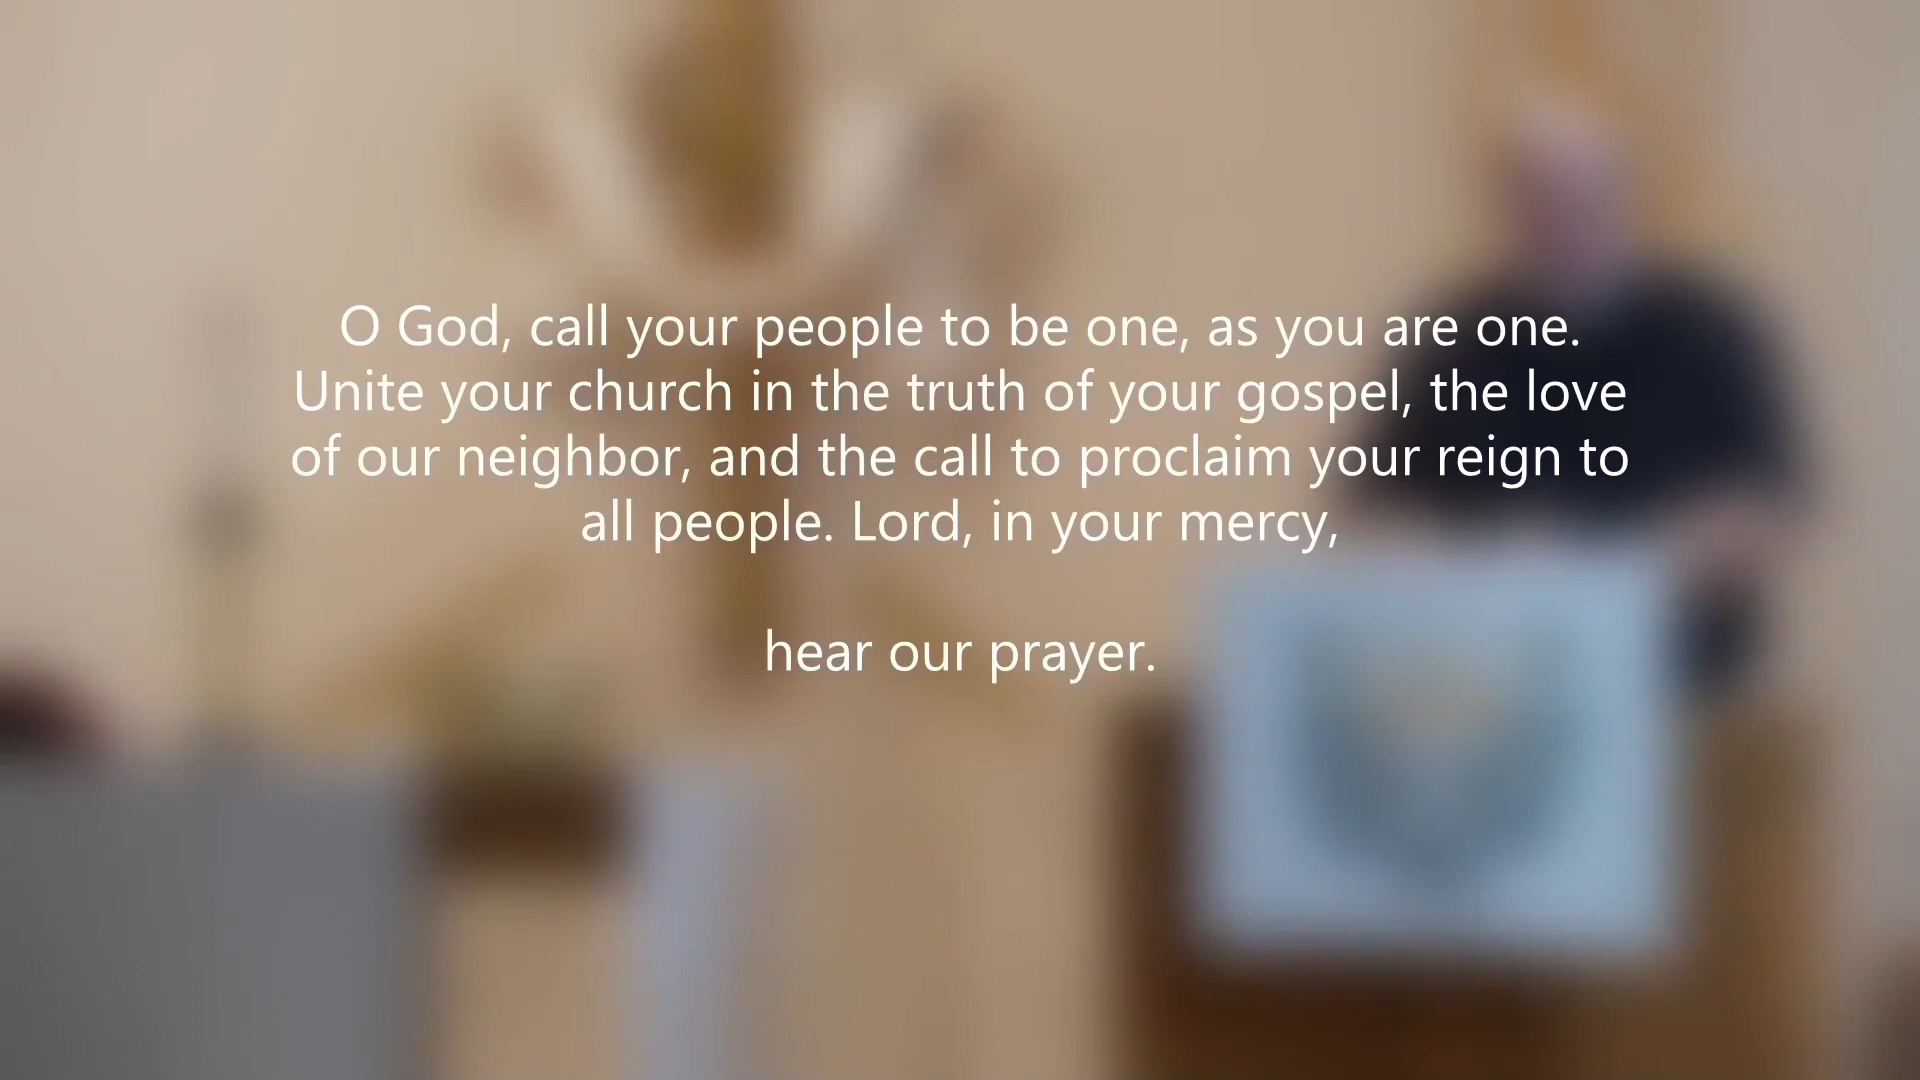 O God, call your people to be one, as you are one.
Unite your church in the truth of your gospel, the love
of our neighbor, and the call to proclaim your reign to
all people. Lord, in your mercy,
hear our prayer.